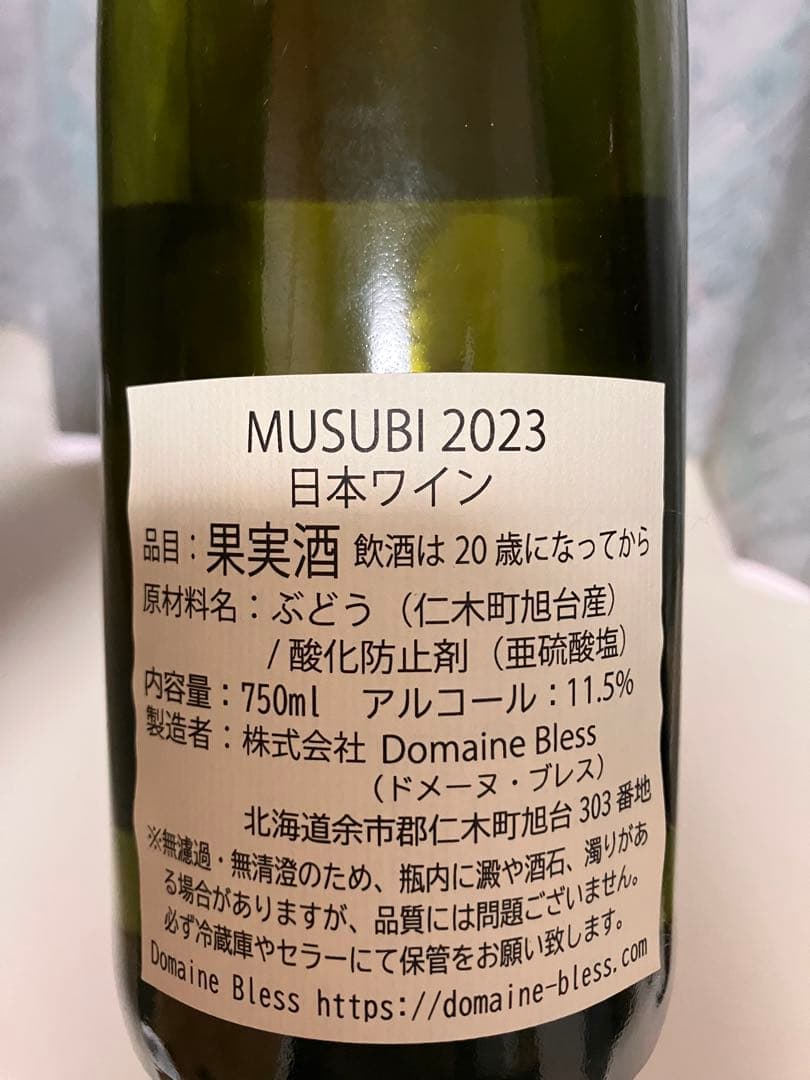 MUSUBI 2023
日本ワイン
品目：果実酒 飲酒は 20 歳になってから
原材料名：ぶどう（仁木町旭台産）
/ 酸化防止剤（亜硫酸塩）
内容量：750ml アルコール：11.5%
製造者：株式会社 Domaine Bless
（ドメーヌ・ブレス）
北海道余市郡仁木町旭台 303 番地
※無濾過・無清澄のため、瓶内に澱や酒石、濁りがあ
る場合がありますが、品質には問題ございません。
必ず冷蔵庫やセラーにて保管をお願い致します。
Domaine Bless https://domaine-bless.com